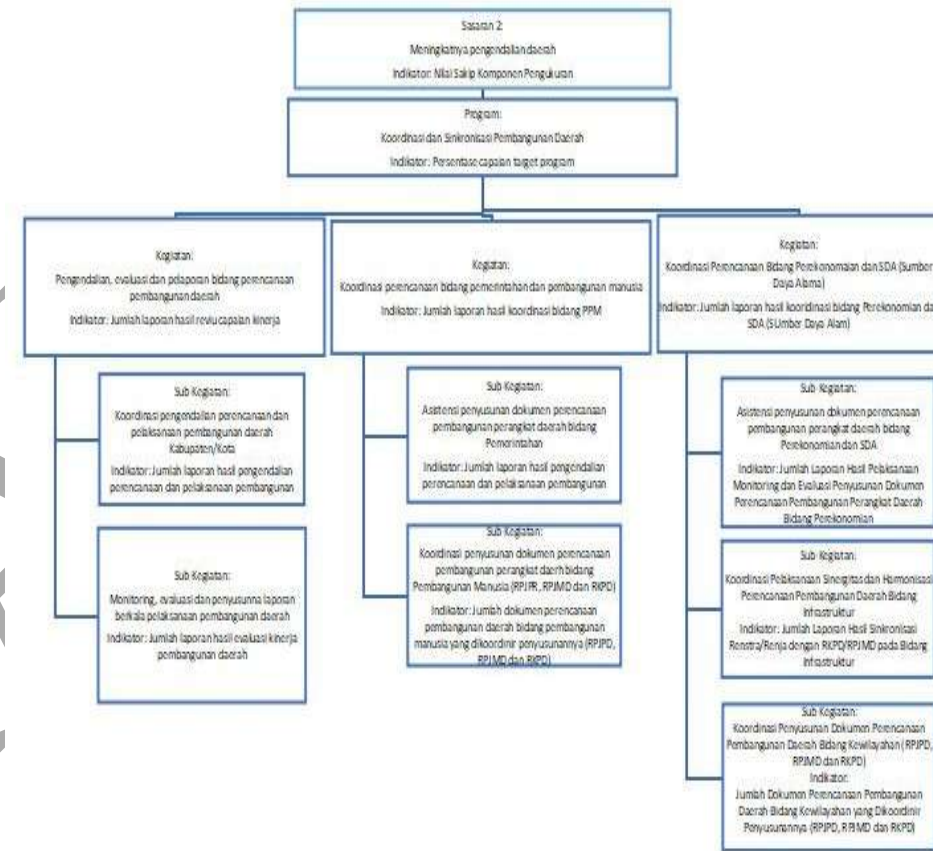 Sasaran 2
Meningkatnya pengendalian daerah
Indikator: Nilai Sakip Komponen Pengukuran
Program:
Koordinasi dan Sinkronisasi Pembangunan Daerah
Indikator: Persentase capaian target program
Kegiatan:
Pengendalian, evaluasi dan pelaporan bidang perencanaan
pembangunan daerah
Indikator: Jumlah laporan hasil reviu capaian kinerja
Kegiatan:
Koordinasi perencanaan bidang pemerintahan dan pembangunan manusia
Indikator: Jumlah laporan hasil koordinasi bidang PPM
Kegiatan:
Koordinasi Perencanaan Bidang Perekonomaian dan SDA (Sumber
Daya Alama)
Indikator: Jumlah laporan hasil koordinasi bidang Perekonomian da
SDA (SUmber Daya Alam)
Sub Kegiatan:
Koordinasi pengendalian perencanaan dan
pelaksanaan pembangunan daerah
Kabupaten/Kota
Indikator: Jumlah laporan hasil pengendalian
perencanaan dan pelaksanaan pembangunan
Sub Kegiatan:
Monitoring, evaluasi dan penyusunna laporan
berkala pelaksanaan pembangunan daerah
Indikator: Jumlah laporan hasil evaluasi kinerja
pembangunan daerah
Sub Kegiatan:
Asistensi penyusunan dokumen perencanaan
pembangunan perangkat daerah bidang
Pemerintahan
Indikator: Jumlah laporan hasil pengendalian
perencanaan dan pelaksanaan pembangunan
Sub Kegiatan:
Koordinasi penyusunan dokumen perencanaan
pembangunan perangkat daerh bidang
Pembangunan Manusia (RPJPR, RPJMD dan RKPD)
Indikator: Jumlah dokumen perencanaan
pembangunan daerah bidang pembangunan
manusia yang dikoordinir penyusunannya (RPJPD,
RPJMD dan RKPD)
Sub Kegiatan:
Asistensi penyusunan dokumen perencanaan
pembangunan perangkat daerah bidang
Perekonomian dan SDA
Indikator: Jumlah Laporan Hasil Pelaksanaan
Monitoring dan Evaluasi Penyusunan Dokumen
Perencanaan Pembangunan Perangkat Daerah
Bidang Perekonomian
Sub Kegiatan:
Koordinasi Pelaksanaan Sinergitas dan Harmonisasi
Perencanaan Pembangunan Daerah Bidang
Infrastruktur
Indikator: Jumlah Laporan Hasil Sinkronisasi
Renstra/Renja dengan RKPD/RPJMD pada Bidang
Infrastruktur
Sub Kegiatan:
Koordinasi Penyusunan Dokumen Perencanaan
Pembangunan Daerah Bidang Kewilayahan (RPJPD,
RPJMD dan RKPD)
Indikator:
Jumlah Dokumen Perencanaan Pembangunan
Daerah Bidang Kewilayahan yang Dikoordinir
Penyusunannya (RPJPD, RPJMD dan RKPD)